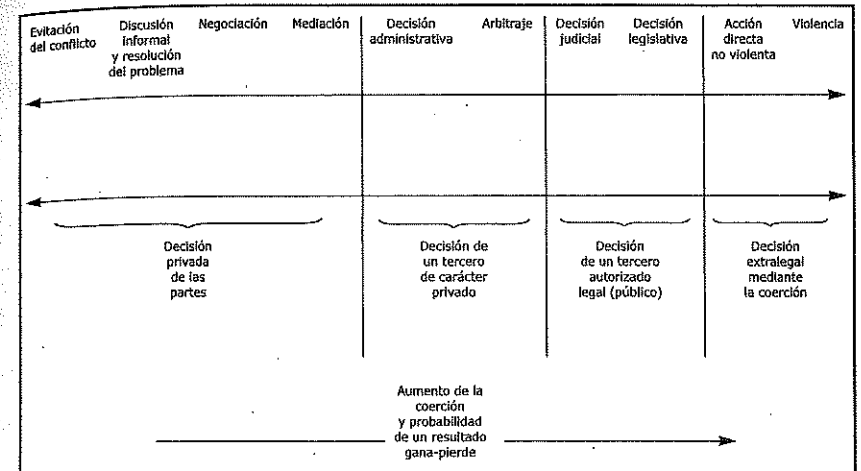 Evitación
del conflicto
Discusión
informal
y resolución
del problema
Negociación
Mediación
Decisión
administrativa
Arbitraje
Decisión
judicial
Decisión
legislativa
Acción
directa
no violenta
Violencia
Decisión
privada
de las
partes
Decisión de
un tercero
de carácter
privado
Decisión
de un tercero
autorizado
legal (público)
Decisión
extralegal
mediante
la coerción
Aumento de la
coerción
y probabilidad
de un resultado
gana-pierde